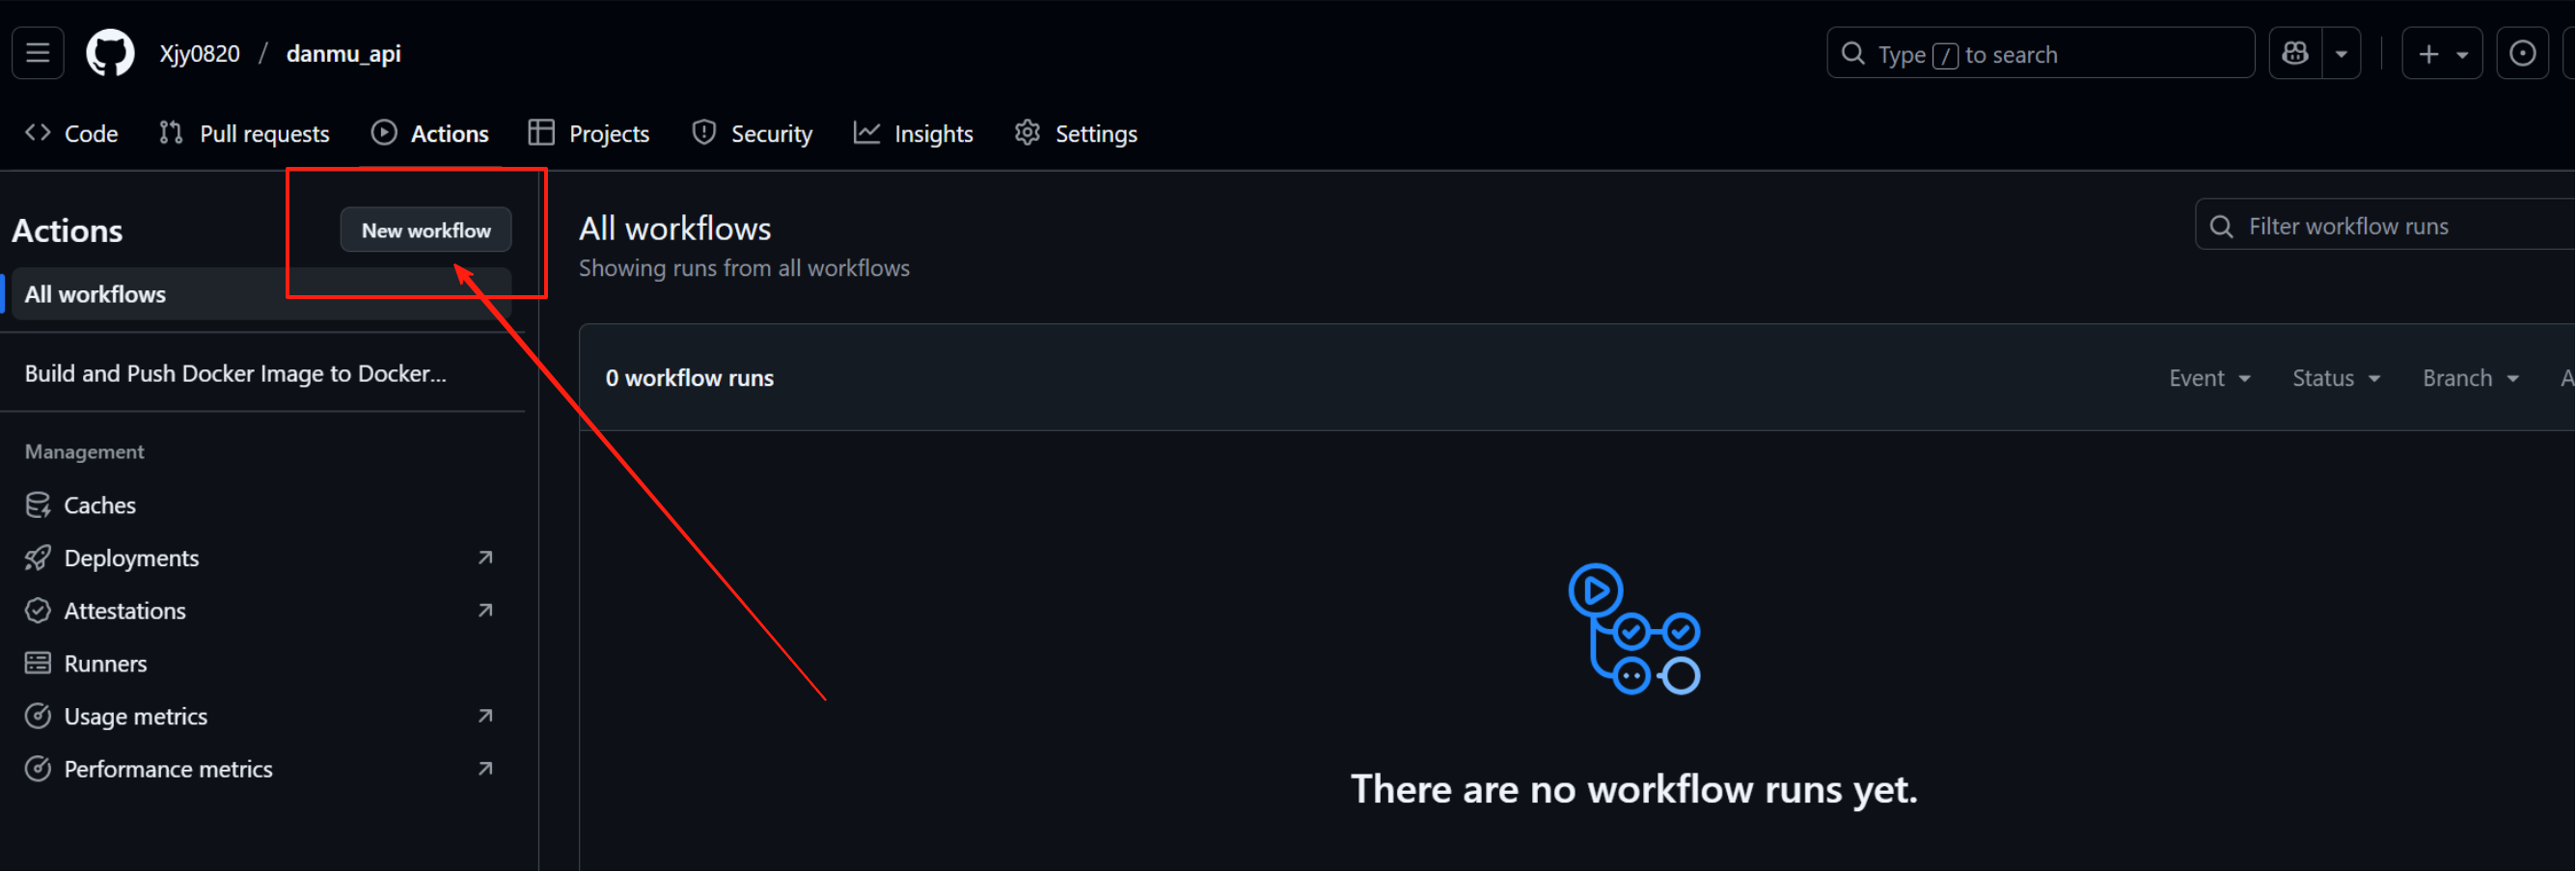 Xjy0820 / danmu_api
Type / to search
Code Pull requests Actions Projects Security Insights Settings
Actions
New workflow
All workflows
Build and Push Docker Image to Docker...
Management
Caches
Deployments
Attestations
Runners
Usage metrics
Performance metrics
All workflows
Showing runs from all workflows
Filter workflow runs
0 workflow runs
Event Status Branch A
There are no workflow runs yet.